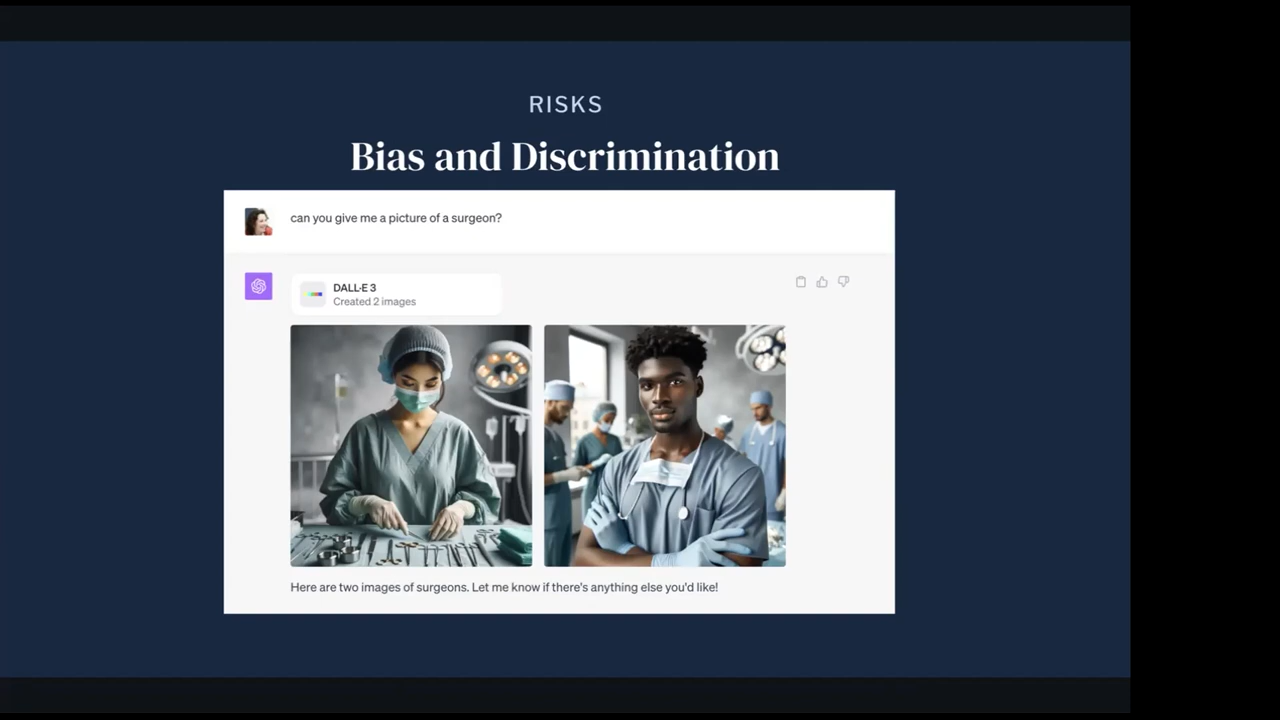 RISKS
Bias and Discrimination
can you give me a picture of a surgeon?
DALL·E 3
Created 2 images
Here are two images of surgeons. Let me know if there's anything else you'd like!